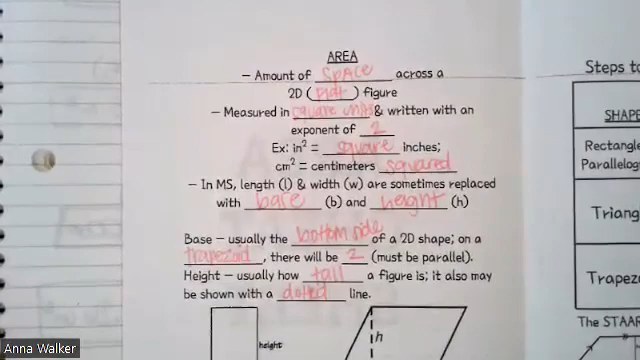 AREA
- Amount of space across a
2D (flat) figure
- Measured in square units & written with an
exponent of 2
Ex: in² = square inches;
cm² = centimeters squared
- In MS, length (l) & width (w) are sometimes replaced
with base (b) and height (h)
Base - usually the bottom side of a 2D shape; on a
trapezoid, there will be 2 (must be parallel).
Height - usually how tall a figure is; it also may
be shown with a doted line.
height
h
Steps to
SHAPE
Rectangle
Parallelog
Triang
Trapezo
The STAAR
Anna Walker